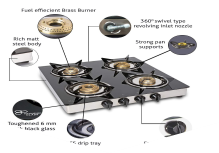 Fuel effiecient Brass Burner
360° swivel type
revolving inlet nozzle
Rich matt
steel body
Strong pan
supports
Toughened 6 mm
black glass
drip tray